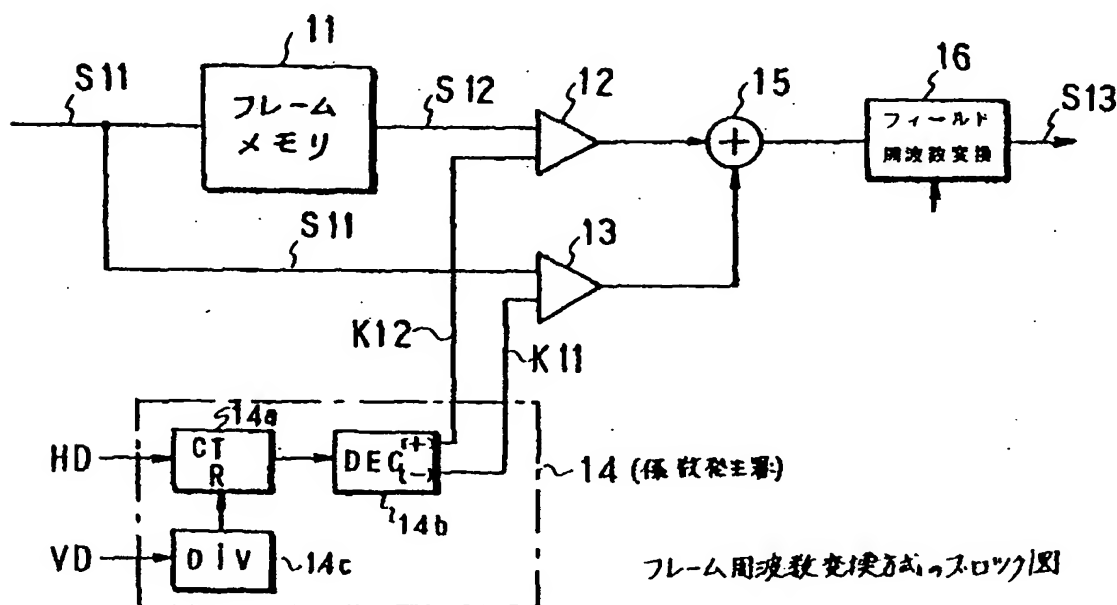 11
S11
フレーム
メモリ
S12
12
15
16
フィールド
周波数変換
S13
S11
13
K12
K11
14a
HD
CT
R
DEC
(+)
(-)
14b
14 (係数発生器)
VD
DIV
14c
フレーム周波数変換方式のブロック図